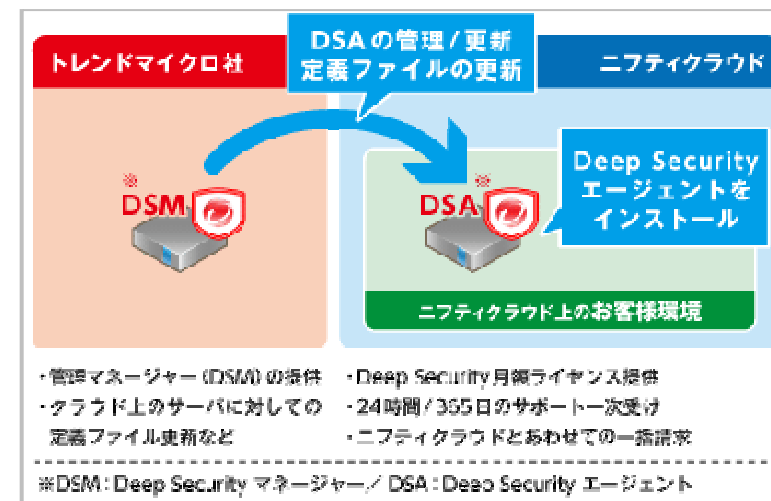 トレンドマイクロ社
DSAの管理/更新
定義ファイルの更新
ニフティクラウド
※
DSM
※
DSA
Deep Security
エージェントを
インストール
ニフティクラウド上のお客様環境
・管理マネージャー(DSM)の提供
・クラウド上のサーバに対しての
定義ファイル更新など
・Deep Security月額ライセンス提供
・24時間/365日のサポート一次受け
・ニフティクラウドとあわせての一括請求
※DSM:Deep Security マネージャー/ DSA:Deep Security エージェント